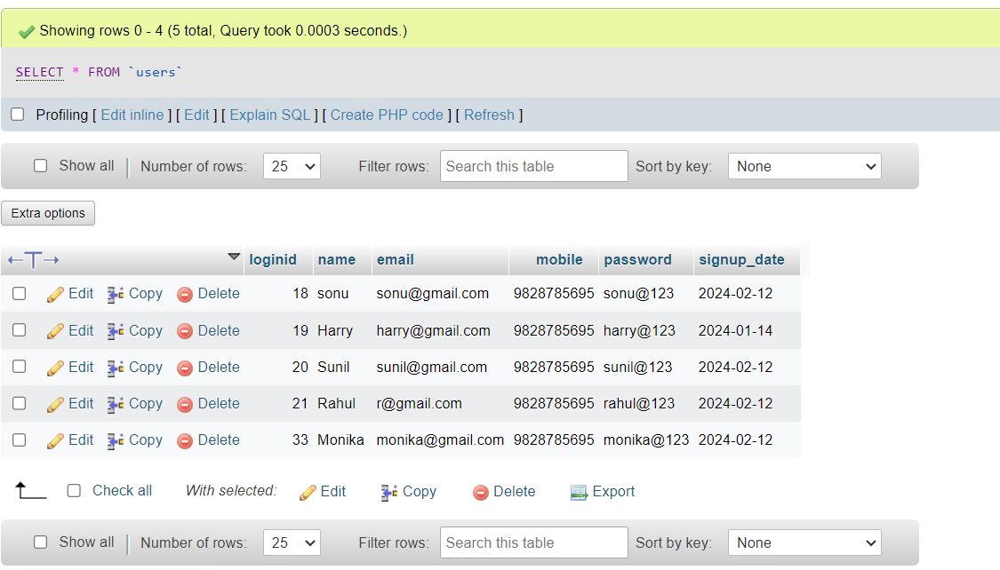 Showing rows 0 - 4 (5 total, Query took 0.0003 seconds.)
SELECT * FROM `users`
Profiling [ Edit inline ] [ Edit ] [ Explain SQL ] [ Create PHP code ] [ Refresh ]
Show all | Number of rows: 25 Filter rows: Search this table Sort by key: None
Extra options
←T→ loginid name email mobile password signup_date
Edit Copy Delete 18 sonu sonu@gmail.com 9828785695 sonu@123 2024-02-12
Edit Copy Delete 19 Harry harry@gmail.com 9828785695 harry@123 2024-01-14
Edit Copy Delete 20 Sunil sunil@gmail.com 9828785695 sunil@123 2024-02-12
Edit Copy Delete 21 Rahul r@gmail.com 9828785695 rahul@123 2024-02-12
Edit Copy Delete 33 Monika monika@gmail.com 9828785695 monika@123 2024-02-12
Check all With selected: Edit Copy Delete Export
Show all | Number of rows: 25 Filter rows: Search this table Sort by key: None